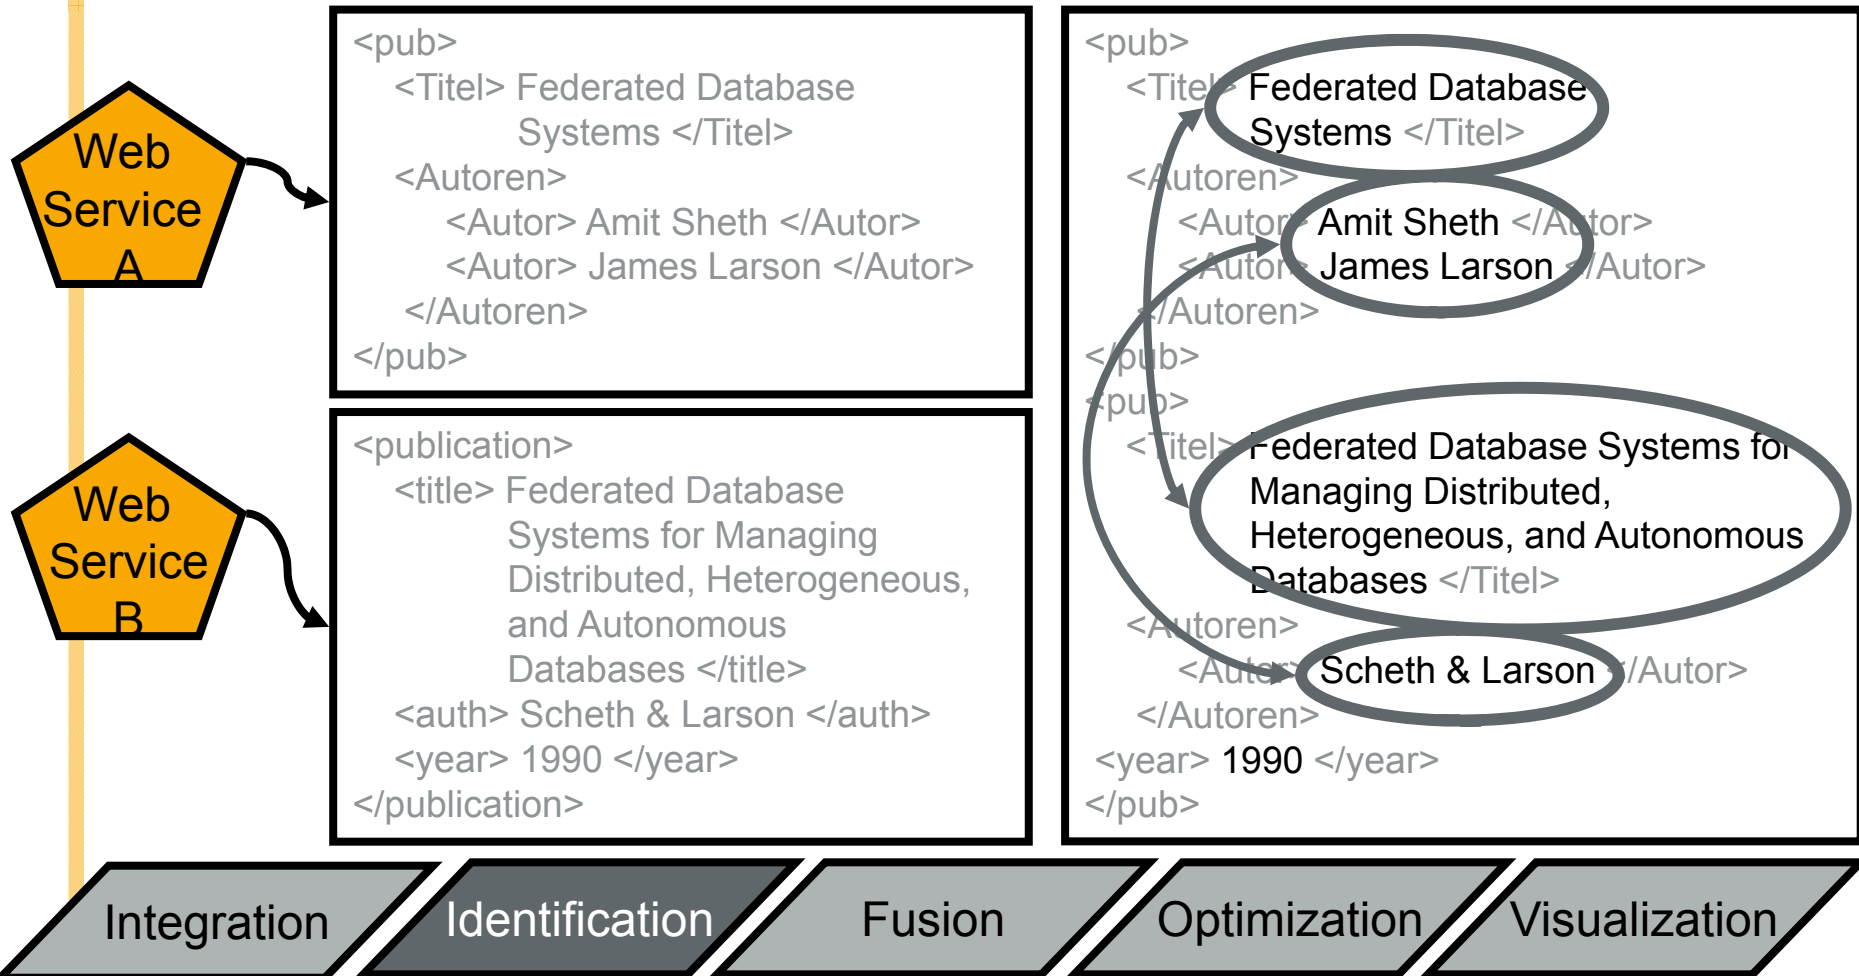 Web
Service
A
<pub>
<Titel> Federated Database
Systems </Titel>
<Autoren>
<Autor> Amit Sheth </Autor>
<Autor> James Larson </Autor>
</Autoren>
</pub>
Web
Service
B
<publication>
<title> Federated Database
Systems for Managing
Distributed, Heterogeneous,
and Autonomous
Databases </title>
<auth> Scheth & Larson </auth>
<year> 1990 </year>
</publication>
<pub>
<Titel> Federated Database
Systems </Titel>
<Autoren>
<Autor> Amit Sheth </Autor>
<Autor> James Larson </Autor>
</Autoren>
</pub>
<pub>
<Titel> Federated Database Systems for
Managing Distributed,
Heterogeneous, and Autonomous
Databases </Titel>
<Autoren>
<Autor> Scheth & Larson </Autor>
</Autoren>
<year> 1990 </year>
</pub>
Integration
Identification
Fusion
Optimization
Visualization